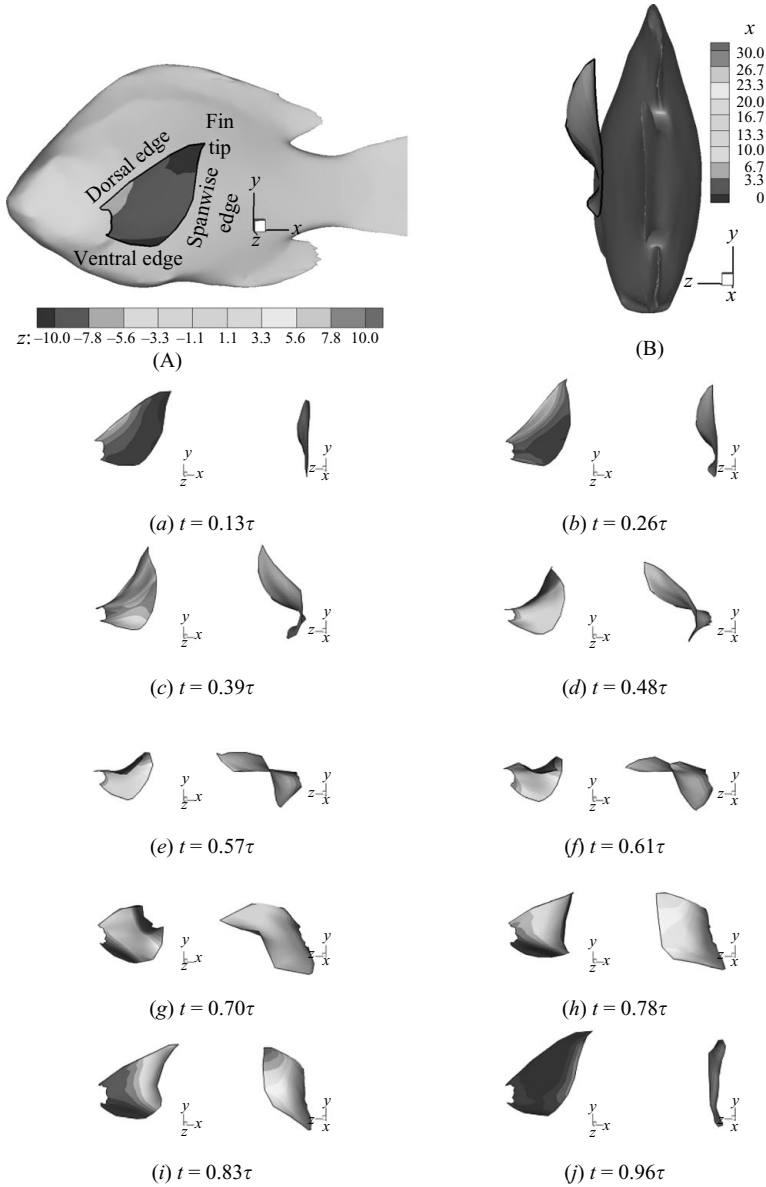 Fin
tip
Dorsal edge
Spanwise
edge
Ventral edge
y
x
z
z: –10.0 –7.8 –5.6 –3.3 –1.1 1.1 3.3 5.6 7.8 10.0
(A)
x
30.0
26.7
23.3
20.0
16.7
13.3
10.0
6.7
3.3
0
y
z
x
(B)
y
z x
y
z x
(a) t = 0.13τ
y
z x
y
z x
(b) t = 0.26τ
y
z x
y
z x
(c) t = 0.39τ
y
z x
y
z x
(d) t = 0.48τ
y
z x
y
z x
(e) t = 0.57τ
y
z x
y
z x
(f) t = 0.61τ
y
z x
y
z x
(g) t = 0.70τ
y
z x
y
z x
(h) t = 0.78τ
y
z x
y
z x
(i) t = 0.83τ
y
z x
y
z x
(j) t = 0.96τ